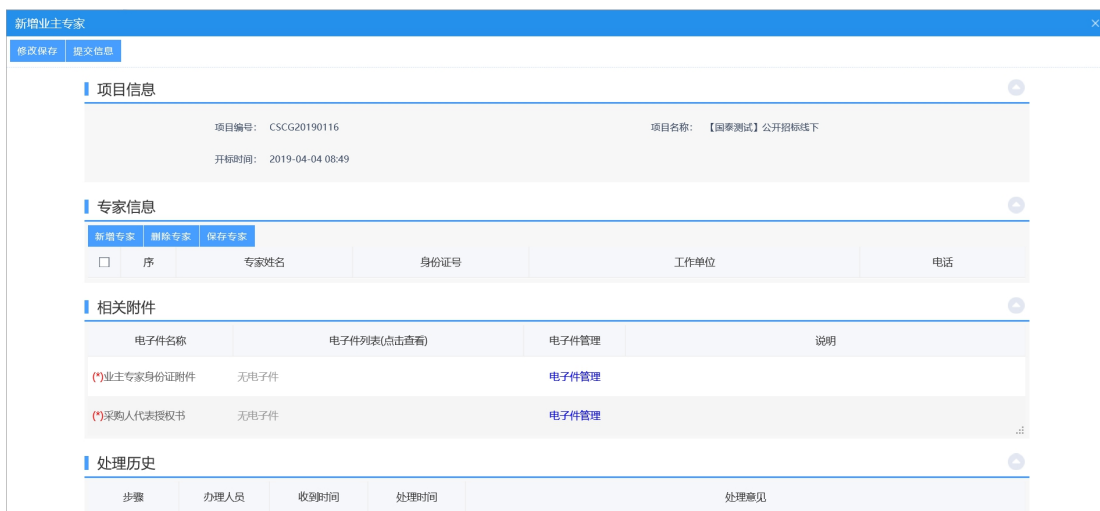 新增业主专家
修改保存 提交信息
项目信息
项目编号： CSCG20190116 项目名称： 【国泰测试】公开招标线下
开标时间： 2019-04-04 08:49
专家信息
新增专家 删除专家 保存专家
序 专家姓名 身份证号 工作单位 电话
相关附件
电子件名称 电子件列表(点击查看) 电子件管理 说明
(*)业主专家身份证附件 无电子件 电子件管理
(*)采购人代表授权书 无电子件 电子件管理
处理历史
步骤 办理人员 收到时间 处理时间 处理意见